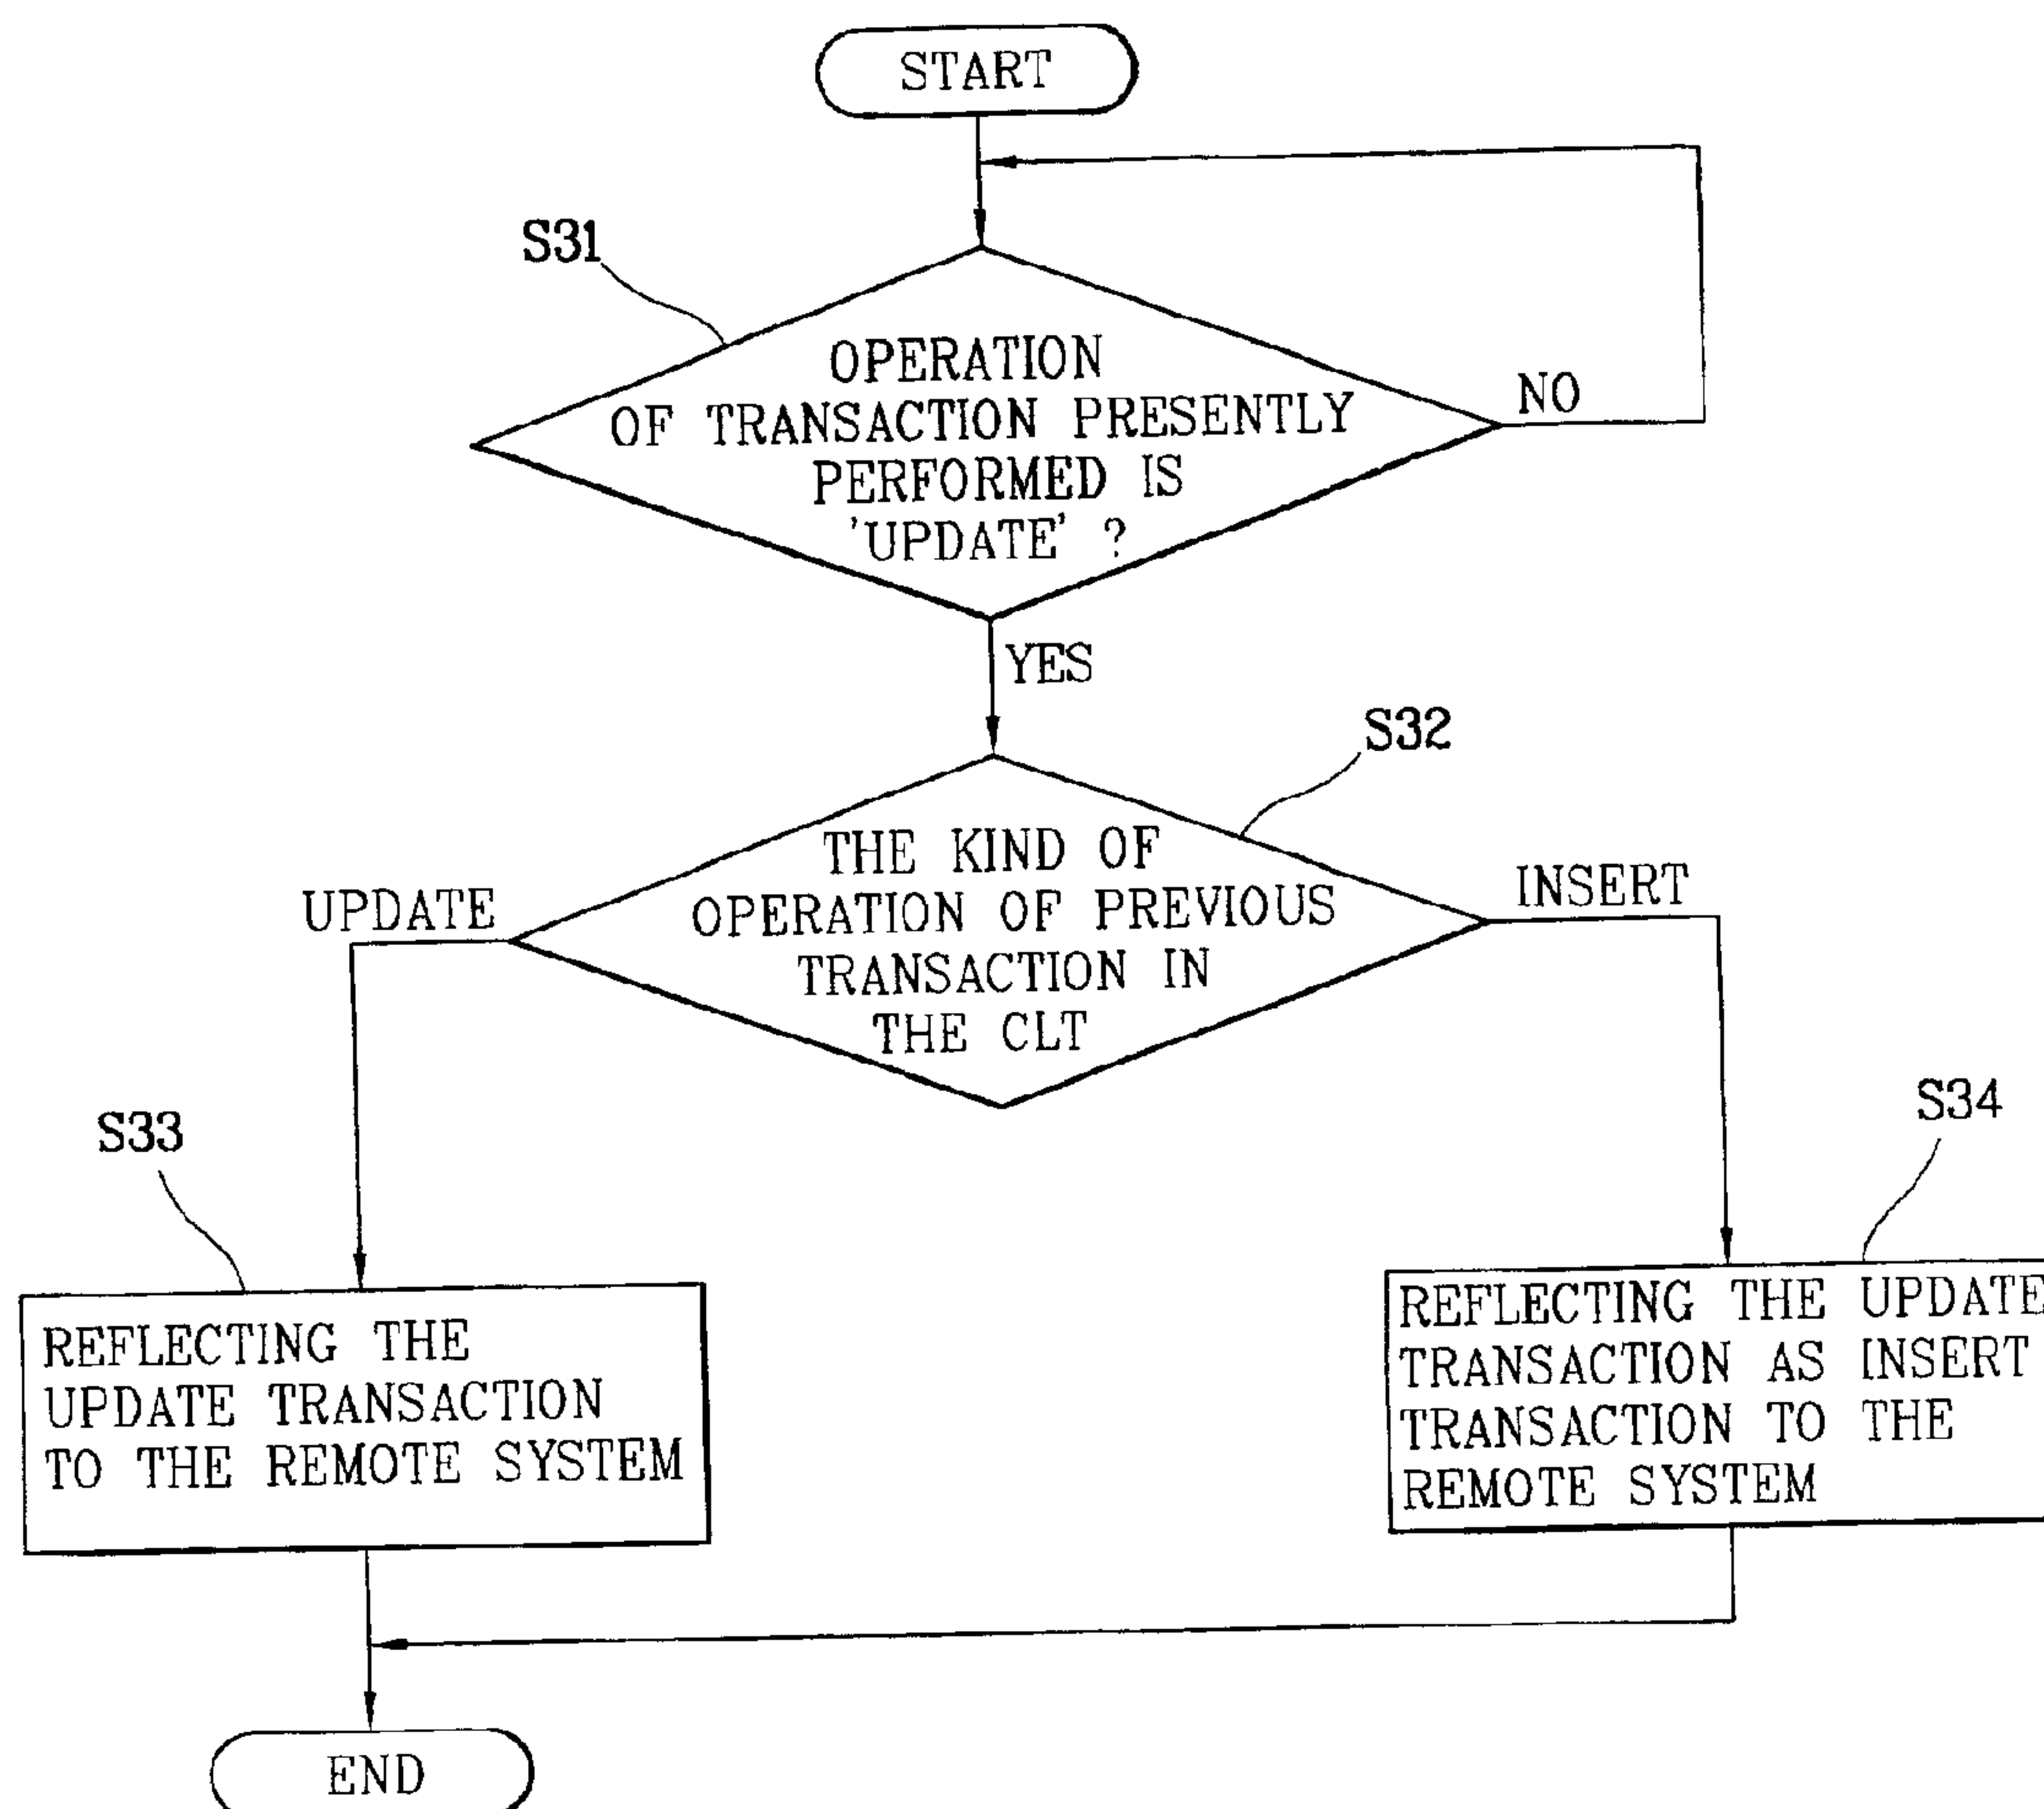 START
S31
OPERATION
OF TRANSACTION PRESENTLY
PERFORMED IS
'UPDATE' ?
NO
YES
S32
THE KIND OF
OPERATION OF PREVIOUS
TRANSACTION IN
THE CLT
UPDATE
INSERT
S33
S34
REFLECTING THE
UPDATE TRANSACTION
TO THE REMOTE SYSTEM
REFLECTING THE UPDATE
TRANSACTION AS INSERT
TRANSACTION TO THE
REMOTE SYSTEM
END